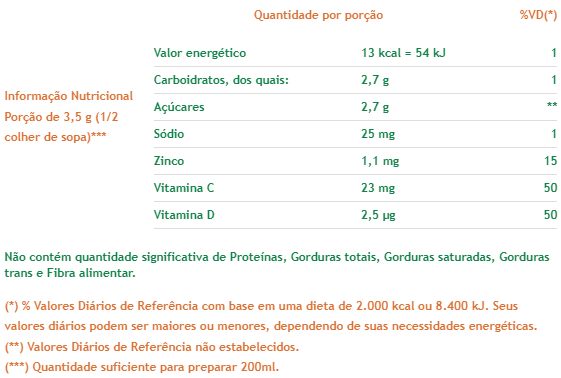 Quantidade por porção %VD(*)
Informação Nutricional
Porção de 3,5 g (1/2
colher de sopa)***
Valor energético 13 kcal = 54 kJ 1
Carboidratos, dos quais: 2,7 g 1
Açúcares 2,7 g **
Sódio 25 mg 1
Zinco 1,1 mg 15
Vitamina C 23 mg 50
Vitamina D 2,5 µg 50
Não contém quantidade significativa de Proteínas, Gorduras totais, Gorduras saturadas, Gorduras
trans e Fibra alimentar.
(*) % Valores Diários de Referência com base em uma dieta de 2.000 kcal ou 8.400 kJ. Seus
valores diários podem ser maiores ou menores, dependendo de suas necessidades energéticas.
(**) Valores Diários de Referência não estabelecidos.
(***) Quantidade suficiente para preparar 200ml.